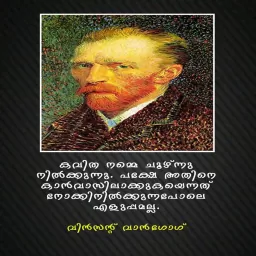 കവിത നമ്മെ ചൂഴ്ന്നു
നിൽക്കുന്നു. പക്ഷേ അതിനെ
കാൻവാസിലാക്കുകയെന്നത്
നോക്കിനിൽക്കുന്നപോലെ
എളുപ്പമല്ല.
വിൻസന്റ് വാൻഗോഗ്